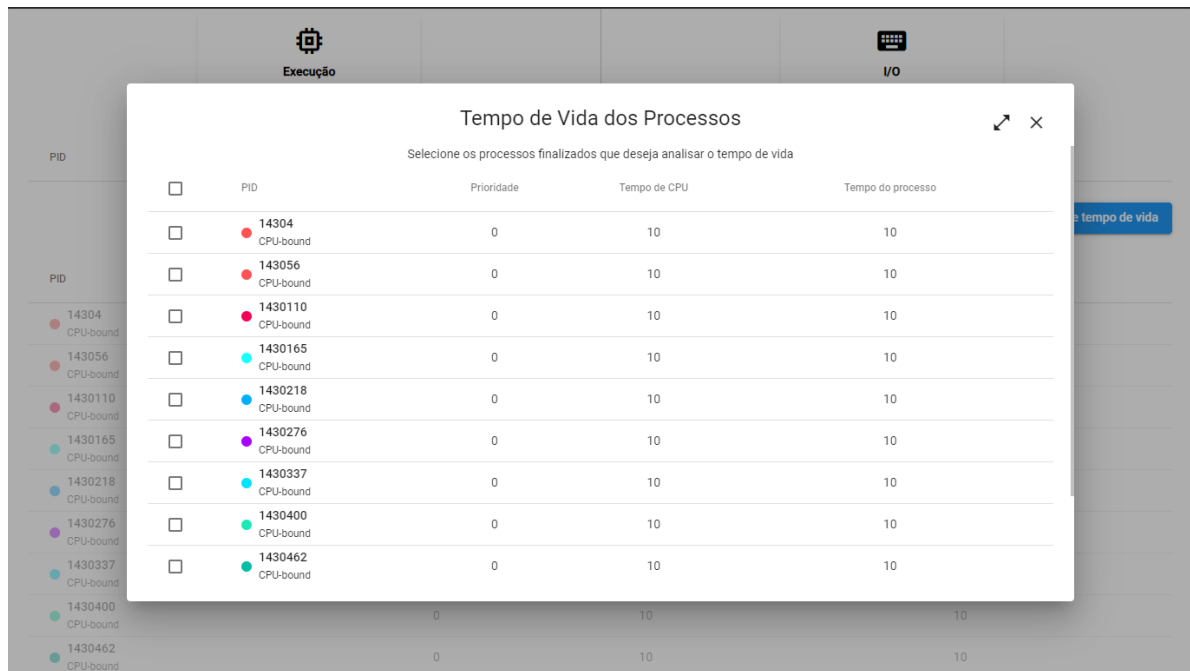 Execução
I/O
Tempo de Vida dos Processos
Selecione os processos finalizados que deseja analisar o tempo de vida
PID Prioridade Tempo de CPU Tempo do processo
14304 0 10 10
CPU-bound
143056 0 10 10
CPU-bound
1430110 0 10 10
CPU-bound
1430165 0 10 10
CPU-bound
1430218 0 10 10
CPU-bound
1430276 0 10 10
CPU-bound
1430337 0 10 10
CPU-bound
1430400 0 10 10
CPU-bound
1430462 0 10 10
CPU-bound
PID
e tempo de vida
PID
14304
CPU-bound
143056
CPU-bound
1430110
CPU-bound
1430165
CPU-bound
1430218
CPU-bound
1430276
CPU-bound
1430337
CPU-bound
1430400 0 10 10
CPU-bound
1430462 0 10 10
CPU-bound